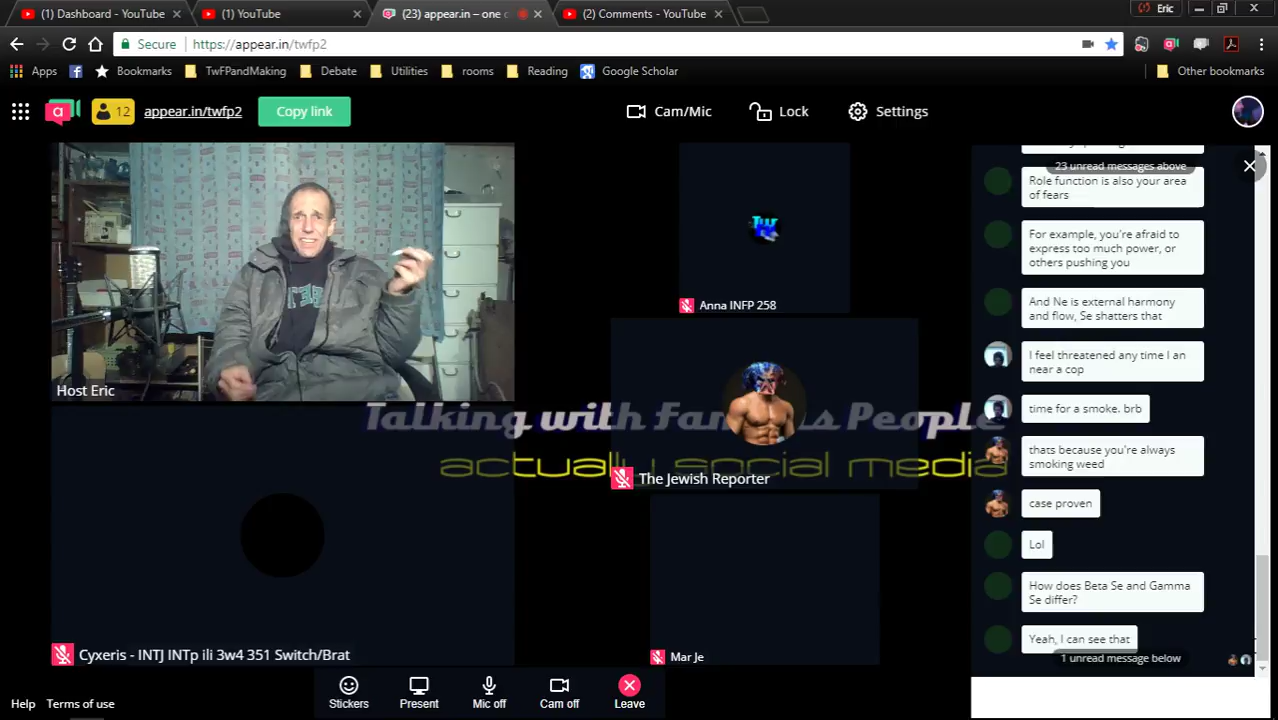 (1) Dashboard - YouTube
(1) YouTube
(23) appear.in – one c
(2) Comments - YouTube
Eric
Secure
https://appear.in/twfp2
Apps
Bookmarks
TwFPandMaking
Debate
Utilities
rooms
Reading
Google Scholar
Other bookmarks
a
12
appear.in/twfp2
Copy link
Cam/Mic
Lock
Settings
Host Eric
Anna INFP 258
The Jewish Reporter
Talking with Fam s People
actually social media
Cyxeris - INTJ INTp ili 3w4 351 Switch/Brat
Mar Je
23 unread messages above
Role function is also your area
of fears
For example, you're afraid to
express too much power, or
others pushing you
And Ne is external harmony
and flow, Se shatters that
I feel threatened any time I an
near a cop
time for a smoke. brb
thats because you're always
smoking weed
case proven
Lol
How does Beta Se and Gamma
Se differ?
Yeah, I can see that
1 unread message below
Stickers
Present
Mic off
Cam off
Leave
Help
Terms of use